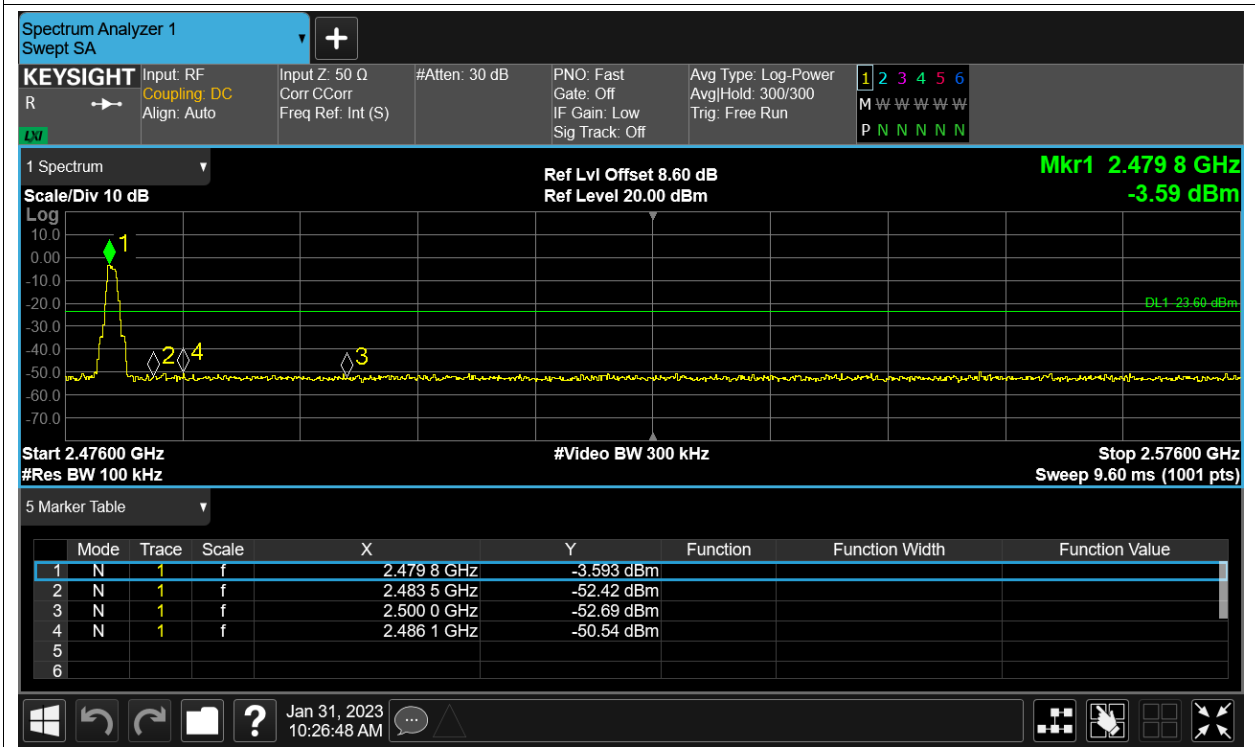 Spectrum Analyzer 1
Swept SA
+
KEYSIGHT
R
LXI
Input: RF
Coupling: DC
Align: Auto
Input Z: 50 Ω
Corr CCorr
Freq Ref: Int (S)
#Atten: 30 dB
PNO: Fast
Gate: Off
IF Gain: Low
Sig Track: Off
Avg Type: Log-Power
Avg|Hold: 300/300
Trig: Free Run
1 2 3 4 5 6
M W W W W W
P N N N N N
1 Spectrum
Scale/Div 10 dB
Ref Lvl Offset 8.60 dB
Ref Level 20.00 dBm
Mkr1 2.479 8 GHz
-3.59 dBm
Log
10.0
0.00
-10.0
-20.0
-30.0
-40.0
-50.0
-60.0
-70.0
1
2
4
3
DL1 23.60 dBm
Start 2.47600 GHz
#Video BW 300 kHz
Stop 2.57600 GHz
#Res BW 100 kHz
Sweep 9.60 ms (1001 pts)
5 Marker Table
Mode Trace Scale X Y Function Function Width Function Value
1 N 1 f 2.479 8 GHz -3.593 dBm
2 N 1 f 2.483 5 GHz -52.42 dBm
3 N 1 f 2.500 0 GHz -52.69 dBm
4 N 1 f 2.486 1 GHz -50.54 dBm
5
6
?
Jan 31, 2023
10:26:48 AM